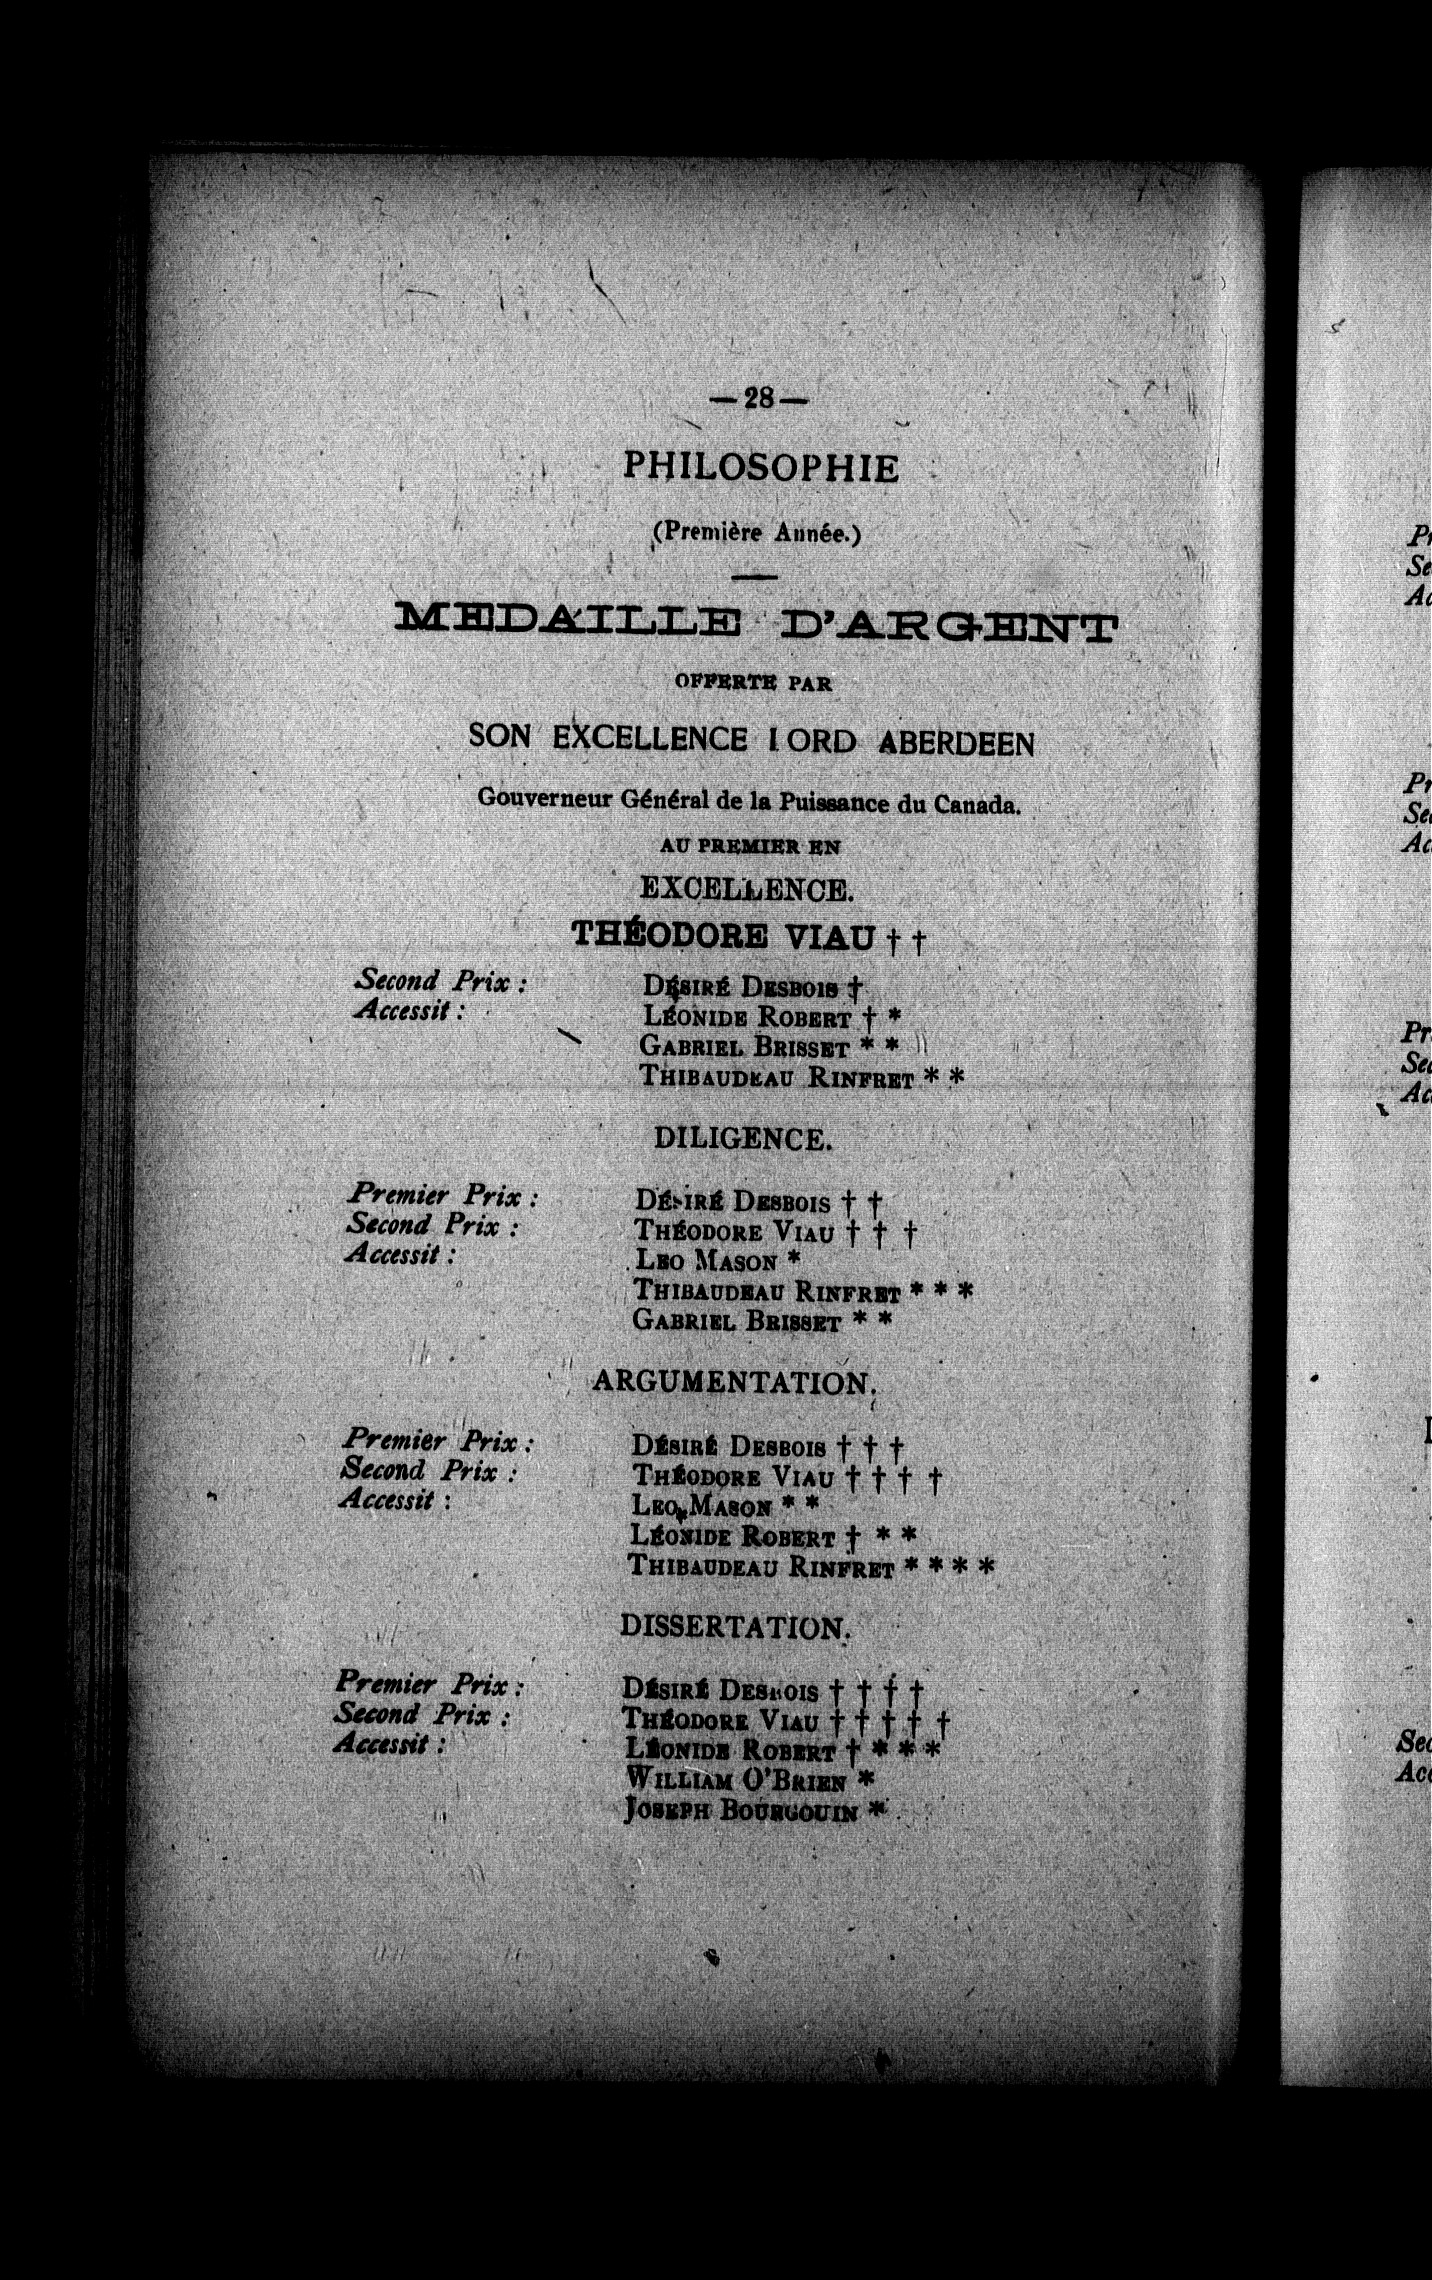 — 28 —
PHILOSOPHIE
(Première Année.)
MEDAILLE D'ARGENT
OFFERTE PAR
SON EXCELLENCE LORD ABERDEEN
Gouverneur Général de la Puissance du Canada.
AU PREMIER EN
EXCELLENCE.
THÉODORE VIAU † †
Second Prix : DÉSIRÉ DESBOIS †
Accessit : LÉONIDE ROBERT † *
GABRIEL BRISSET * *
THIBAUDEAU RINFRET * *
DILIGENCE.
Premier Prix : DÉSIRÉ DESBOIS † †
Second Prix : THÉODORE VIAU † † †
Accessit : LEO MASON *
THIBAUDEAU RINFRET * * *
GABRIEL BRISSET * *
ARGUMENTATION.
Premier Prix : DÉSIRÉ DESBOIS † † †
Second Prix : THÉODORE VIAU † † † †
Accessit : LEO MASON * *
LÉONIDE ROBERT † * *
THIBAUDEAU RINFRET * * * *
DISSERTATION.
Premier Prix : DÉSIRÉ DESBOIS † † † †
Second Prix : THÉODORE VIAU † † † † †
Accessit : LÉONIDE ROBERT † * * *
WILLIAM O'BRIEN *
JOSEPH BOURGOUIN *